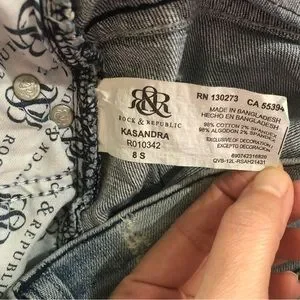 R&R
ROCK & REPUBLIC
KASANDRA
R010342
8 S
RN 130273 CA 55394
MADE IN BANGLADESH
HECHO EN BANGLADESH
98% COTTON 2% SPANDEX
98% ALGODON 2% SPANDEX
EXCLUSIVE OF DECORATION
EXCEPTO DECORACION